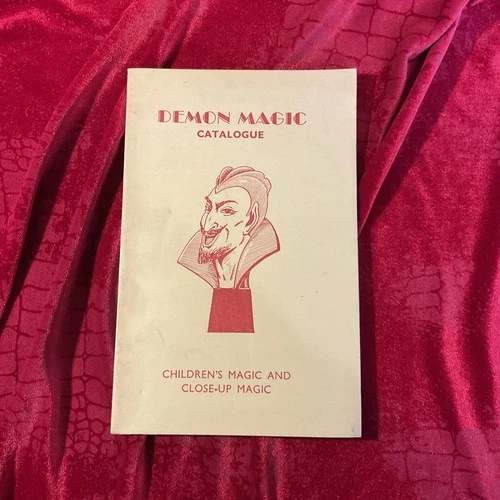 DEMON MAGIC
CATALOGUE
CHILDREN'S MAGIC AND
CLOSE-UP MAGIC